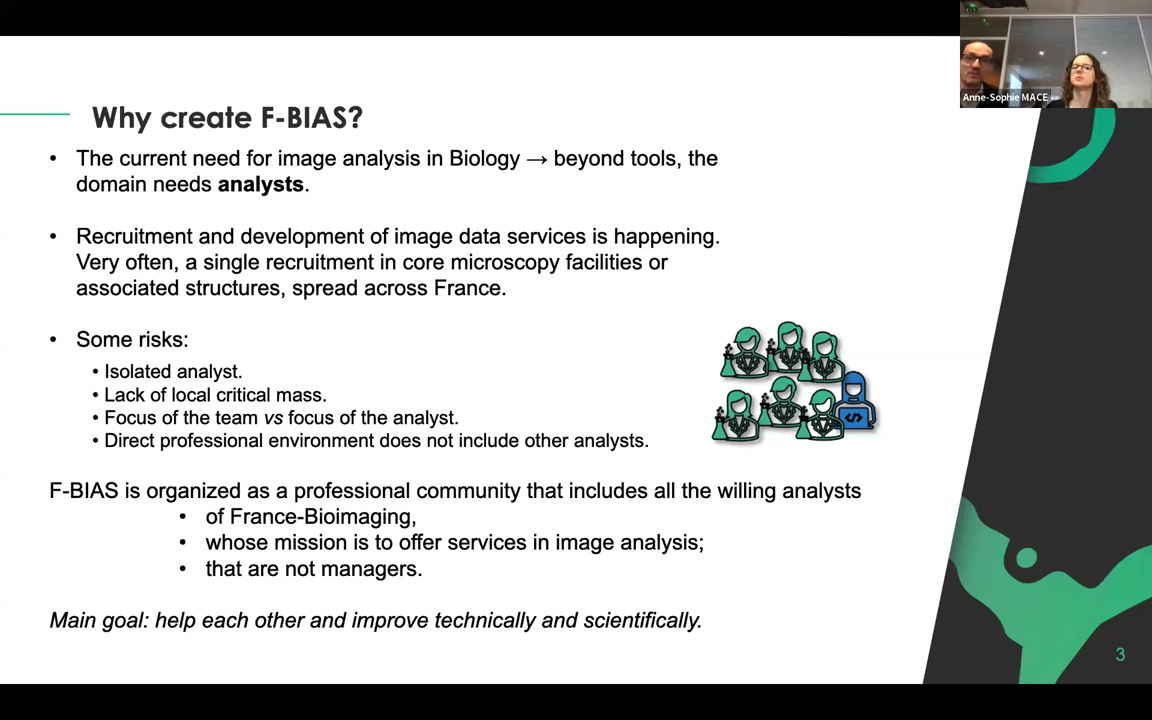 Anne-Sophie MACE
Why create F-BIAS?
• The current need for image analysis in Biology → beyond tools, the
domain needs analysts.
• Recruitment and development of image data services is happening.
Very often, a single recruitment in core microscopy facilities or
associated structures, spread across France.
• Some risks:
• Isolated analyst.
• Lack of local critical mass.
• Focus of the team vs focus of the analyst.
• Direct professional environment does not include other analysts.
F-BIAS is organized as a professional community that includes all the willing analysts
• of France-Bioimaging,
• whose mission is to offer services in image analysis;
• that are not managers.
Main goal: help each other and improve technically and scientifically.
</>
3